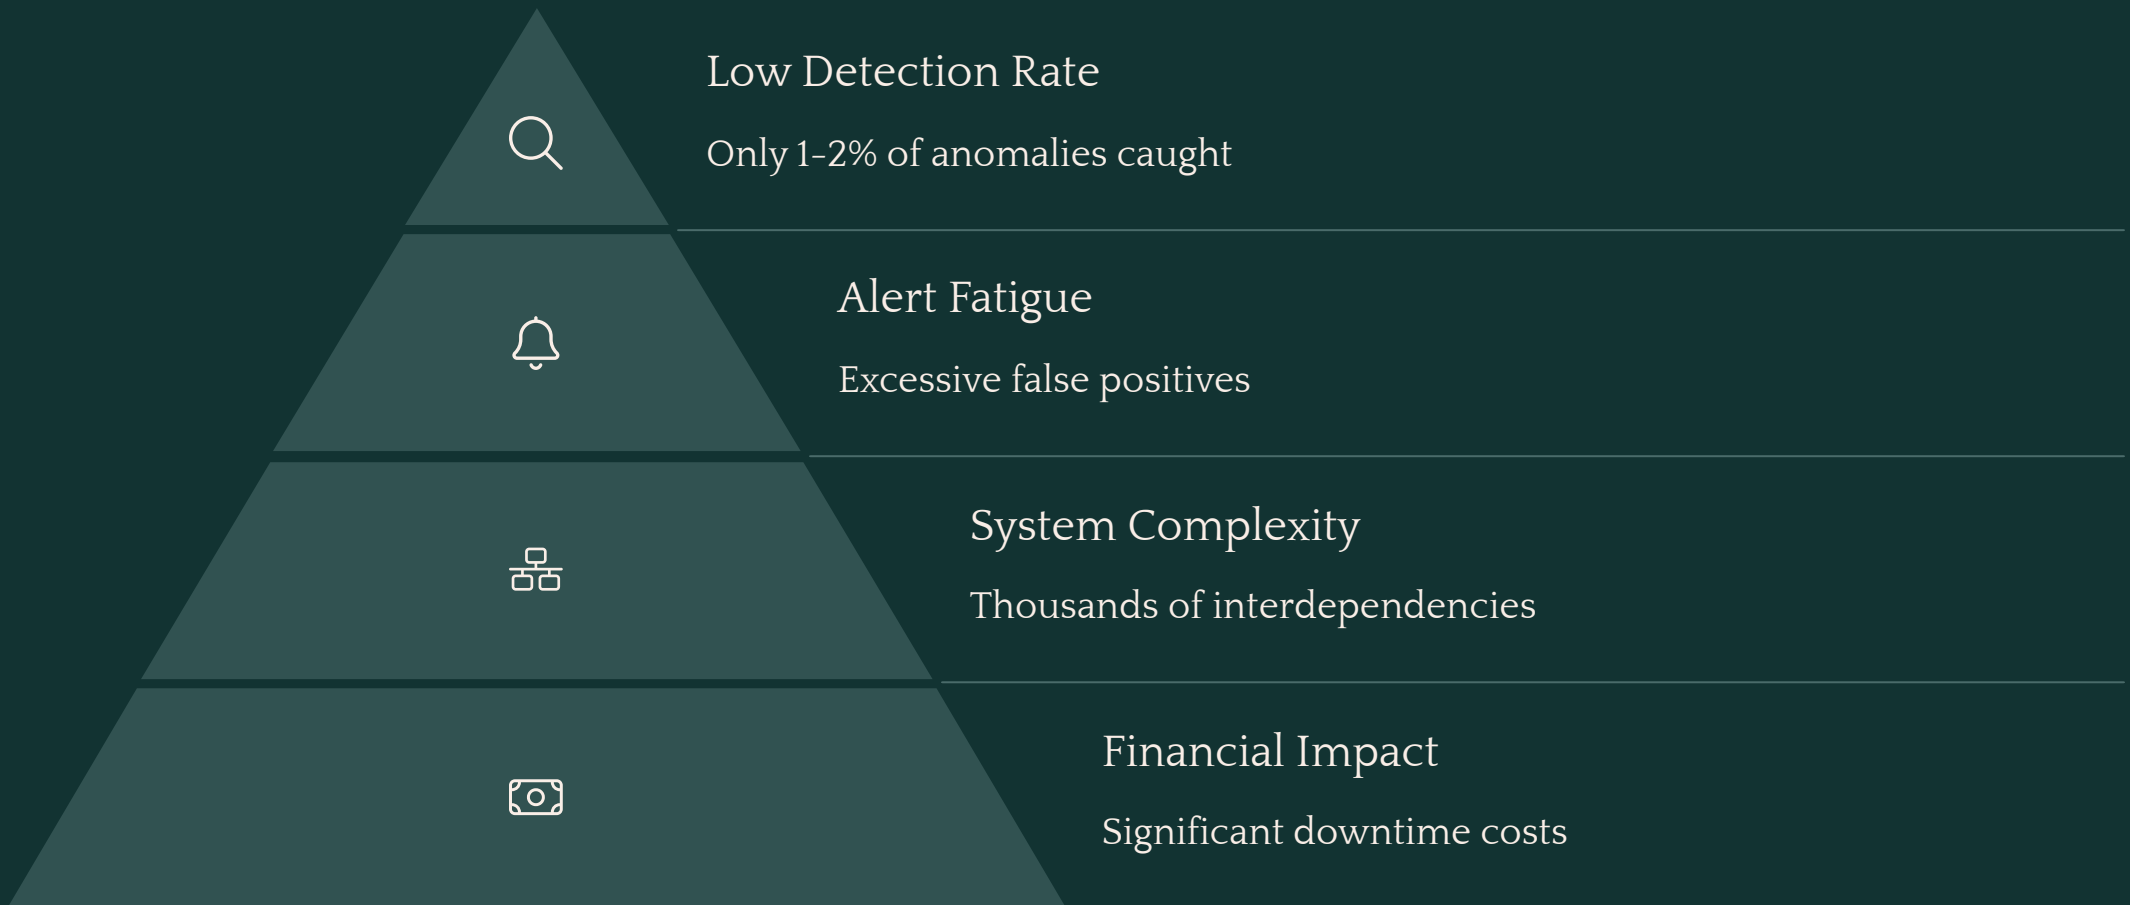 Low Detection Rate
Only 1-2% of anomalies caught
Alert Fatigue
Excessive false positives
System Complexity
Thousands of interdependencies
Financial Impact
Significant downtime costs